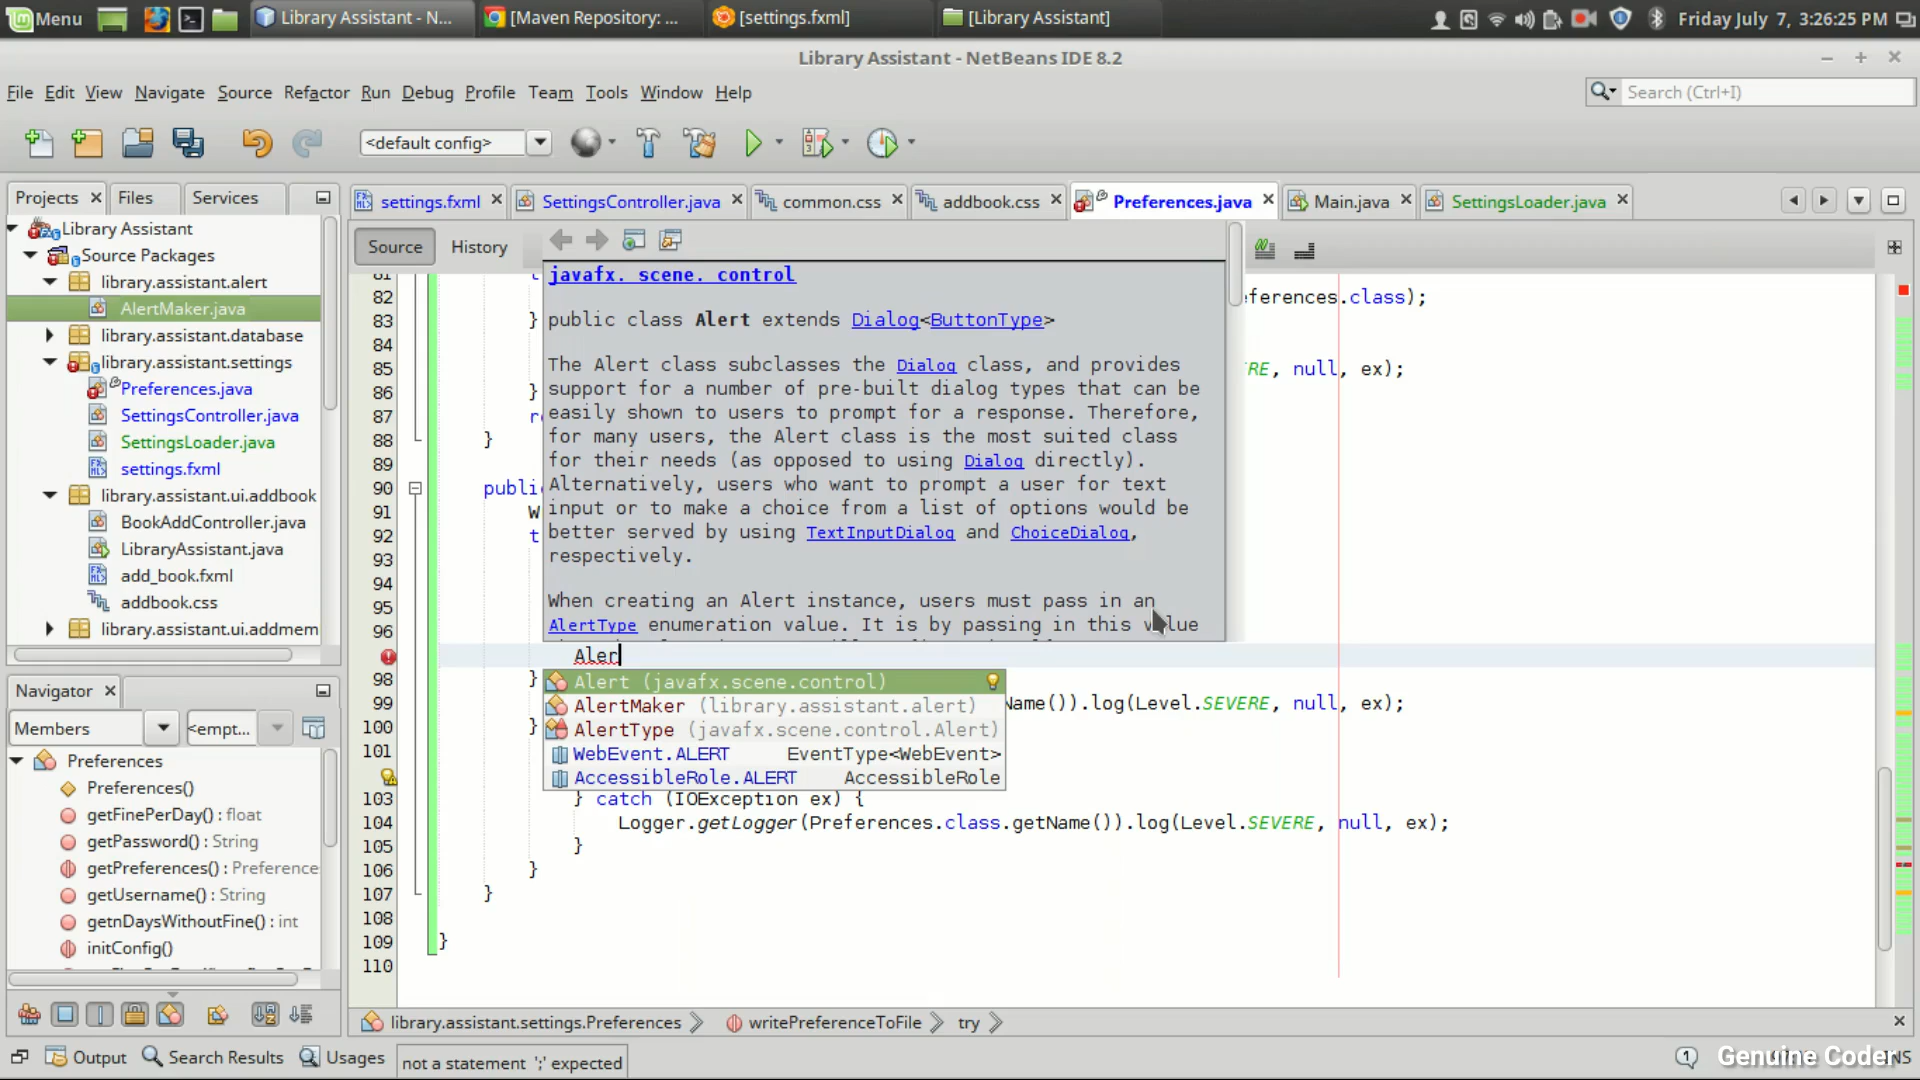 Menu
Library Assistant - N...
[Maven Repository: ...
[settings.fxml]
[Library Assistant]
Friday July 7, 3:26:25 PM
Library Assistant - NetBeans IDE 8.2
File Edit View Navigate Source Refactor Run Debug Profile Team Tools Window Help
Search (Ctrl+I)
<default config>
Projects Files Services
settings.fxml SettingsController.java common.css addbook.css Preferences.java Main.java SettingsLoader.java
Source History
Library Assistant
Source Packages
library.assistant.alert
AlertMaker.java
library.assistant.database
library.assistant.settings
Preferences.java
SettingsController.java
SettingsLoader.java
settings.fxml
library.assistant.ui.addbook
BookAddController.java
LibraryAssistant.java
add_book.fxml
addbook.css
library.assistant.ui.addmem
Navigator
Members <empt...
Preferences
Preferences()
getFinePerDay() : float
getPassword() : String
getPreferences() : Preference
getUsername() : String
getnDaysWithoutFine() : int
initConfig()
javafx. scene. control
public class Alert extends Dialog<ButtonType>
The Alert class subclasses the Dialog class, and provides
support for a number of pre-built dialog types that can be
easily shown to users to prompt for a response. Therefore,
for many users, the Alert class is the most suited class
for their needs (as opposed to using Dialog directly).
Alternatively, users who want to prompt a user for text
input or to make a choice from a list of options would be
better served by using TextInputDialog and ChoiceDialog,
respectively.
When creating an Alert instance, users must pass in an
AlertType enumeration value. It is by passing in this value
81 t
82 ferences.class);
83 }
84
85 RE, null, ex);
86 }
87 re
88 }
89
90 publi
91 W
92 t
93
94
95
96
Aler
Alert (javafx.scene.control)
AlertMaker (library.assistant.alert)
AlertType (javafx.scene.control.Alert)
WebEvent.ALERT EventType<WebEvent>
AccessibleRole.ALERT AccessibleRole
98 }
99 Name()).log(Level.SEVERE, null, ex);
100 }
101
103 } catch (IOException ex) {
104 Logger.getLogger(Preferences.class.getName()).log(Level.SEVERE, null, ex);
105 }
106 }
107 }
108
109 }
110
library.assistant.settings.Preferences writePreferenceToFile try
Output Search Results Usages not a statement ';' expected
1
Genuine Coder